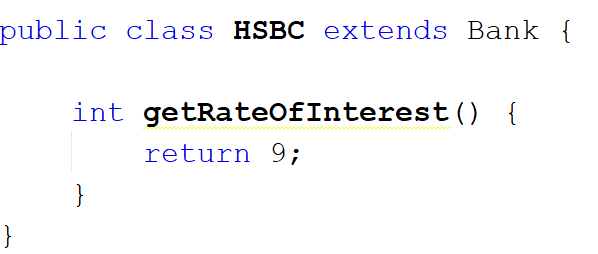 public class HSBC extends Bank {
int getRateOfInterest() {
return 9;
}
}